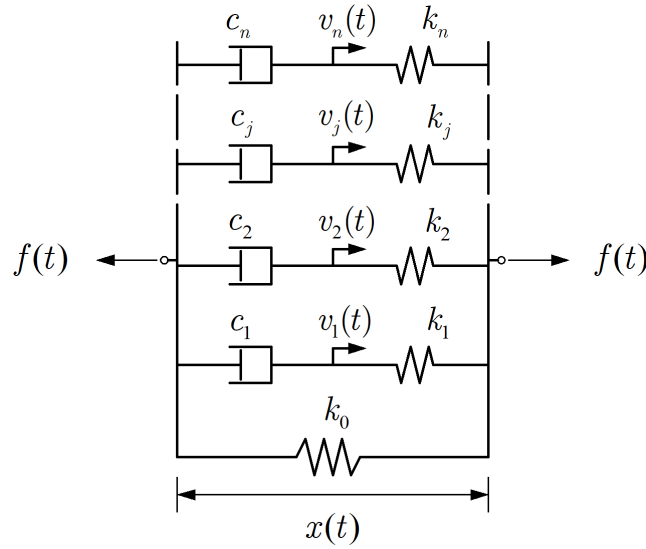 c_n v_n(t) k_n
c_j v_j(t) k_j
c_2 v_2(t) k_2
f(t) f(t)
c_1 v_1(t) k_1
k_0
x(t)